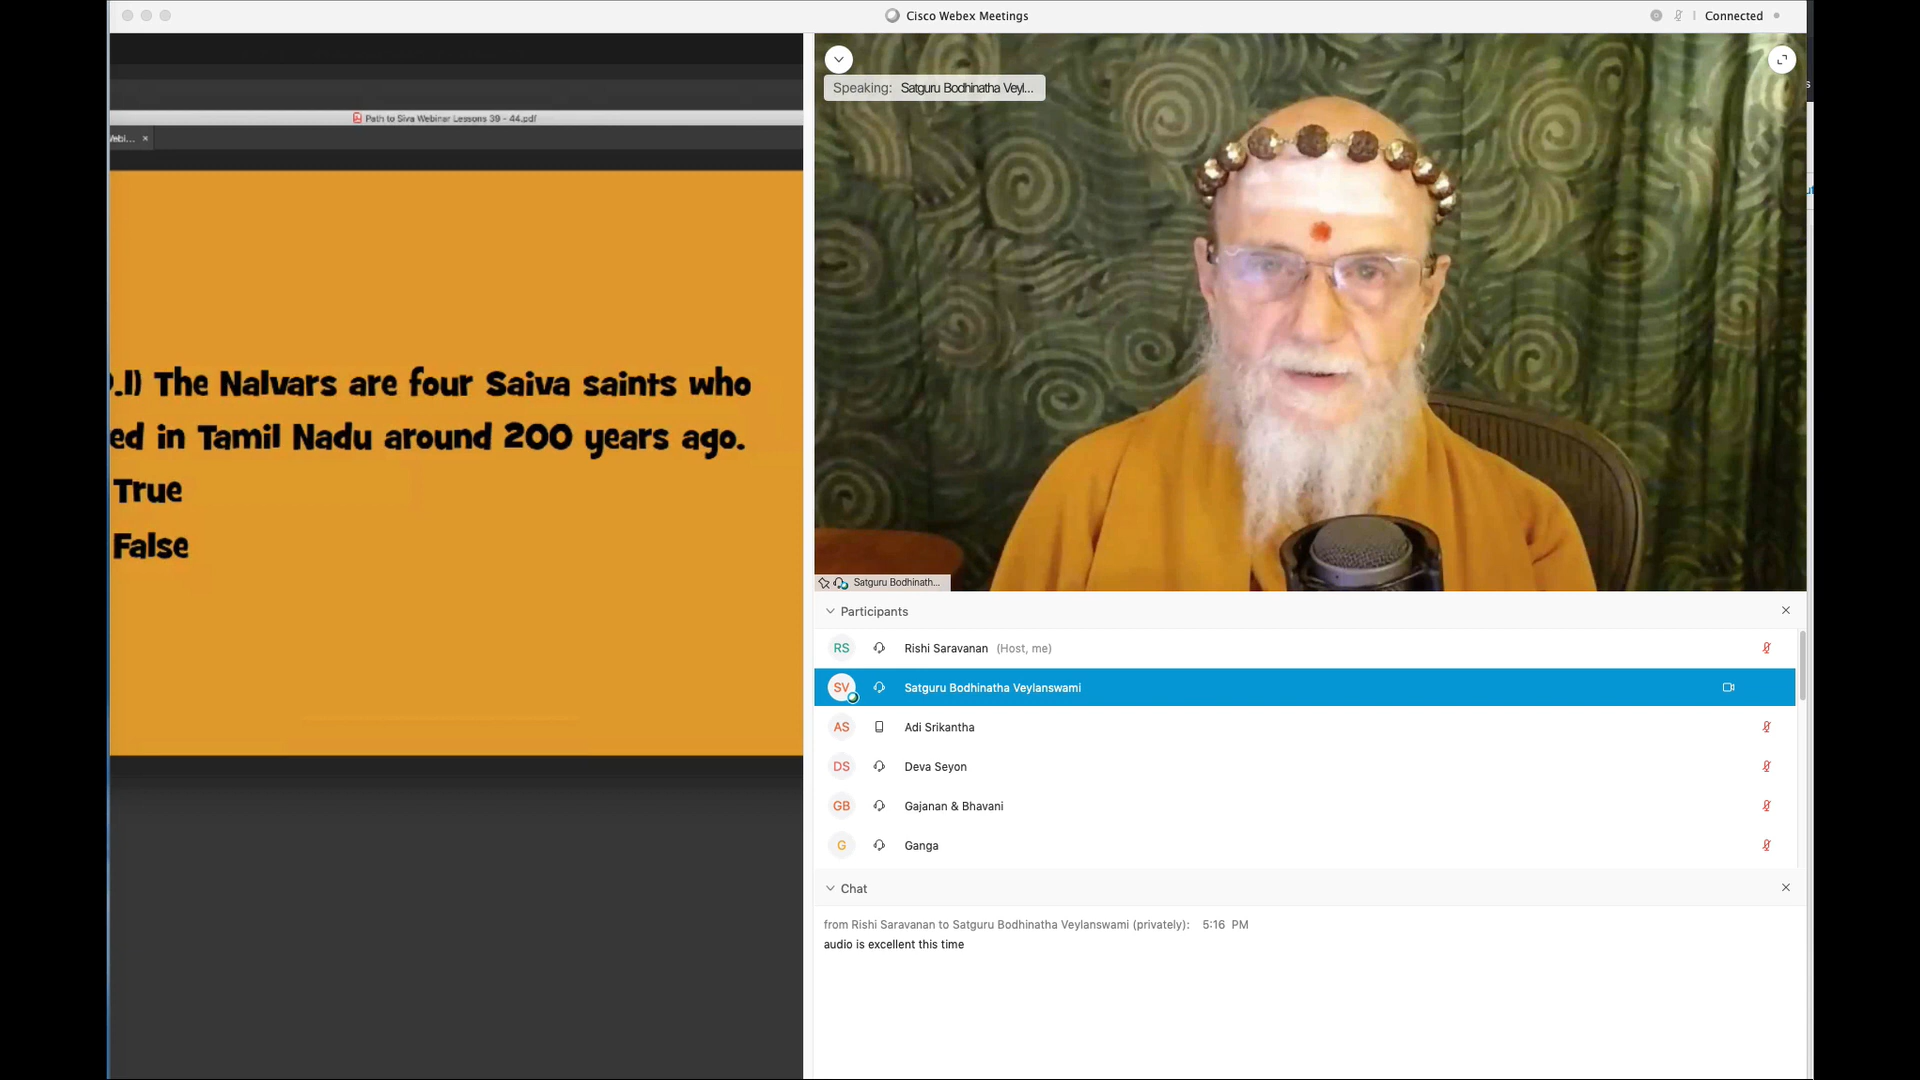 Cisco Webex Meetings
Connected
Path to Siva Webinar Lessons 39 - 44.pdf
Speaking: Satguru Bodhinatha Veyl...
.1) The Nalvars are four Saiva saints who
ed in Tamil Nadu around 200 years ago.
True
False
Satguru Bodhinath...
Participants
RS Rishi Saravanan (Host, me)
SV Satguru Bodhinatha Veylanswami
AS Adi Srikantha
DS Deva Seyon
GB Gajanan & Bhavani
G Ganga
Chat
from Rishi Saravanan to Satguru Bodhinatha Veylanswami (privately): 5:16 PM
audio is excellent this time